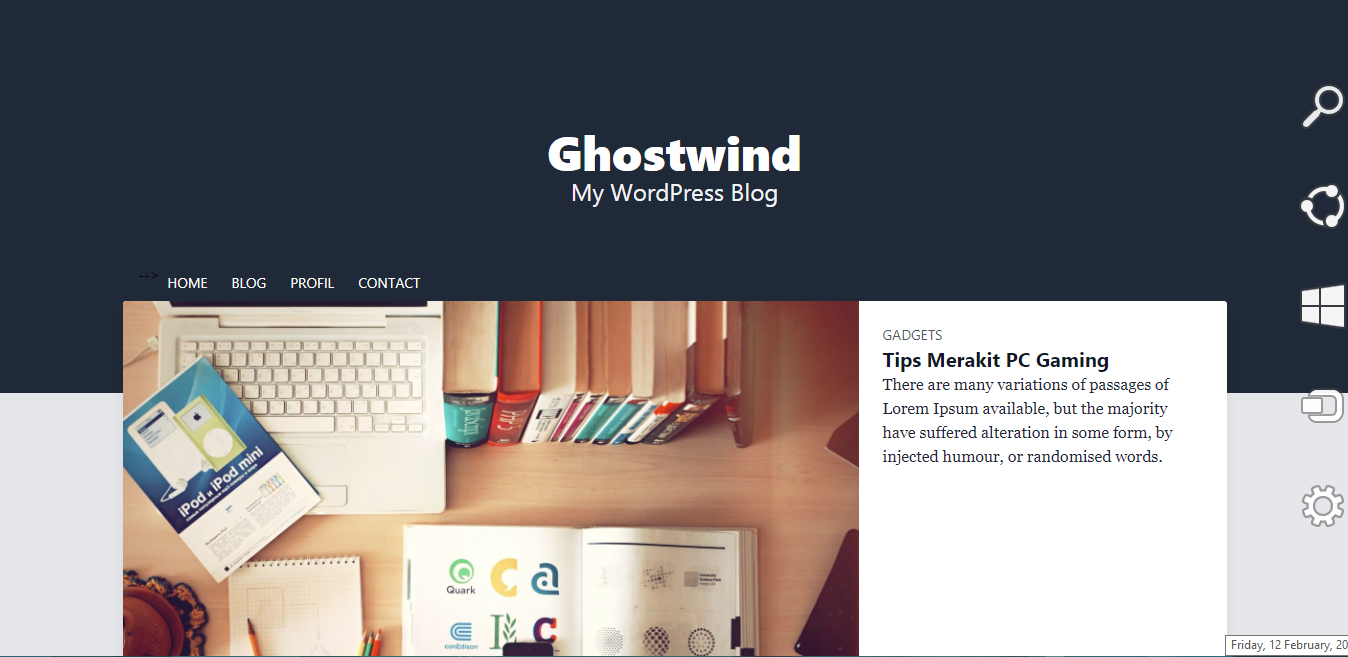 Ghostwind
My WordPress Blog
-->
HOME BLOG PROFIL CONTACT
GADGETS
Tips Merakit PC Gaming
There are many variations of passages of
Lorem Ipsum available, but the majority
have suffered alteration in some form, by
injected humour, or randomised words.
iPod и iPod mini
Quark
conEdison
Friday, 12 February, 20